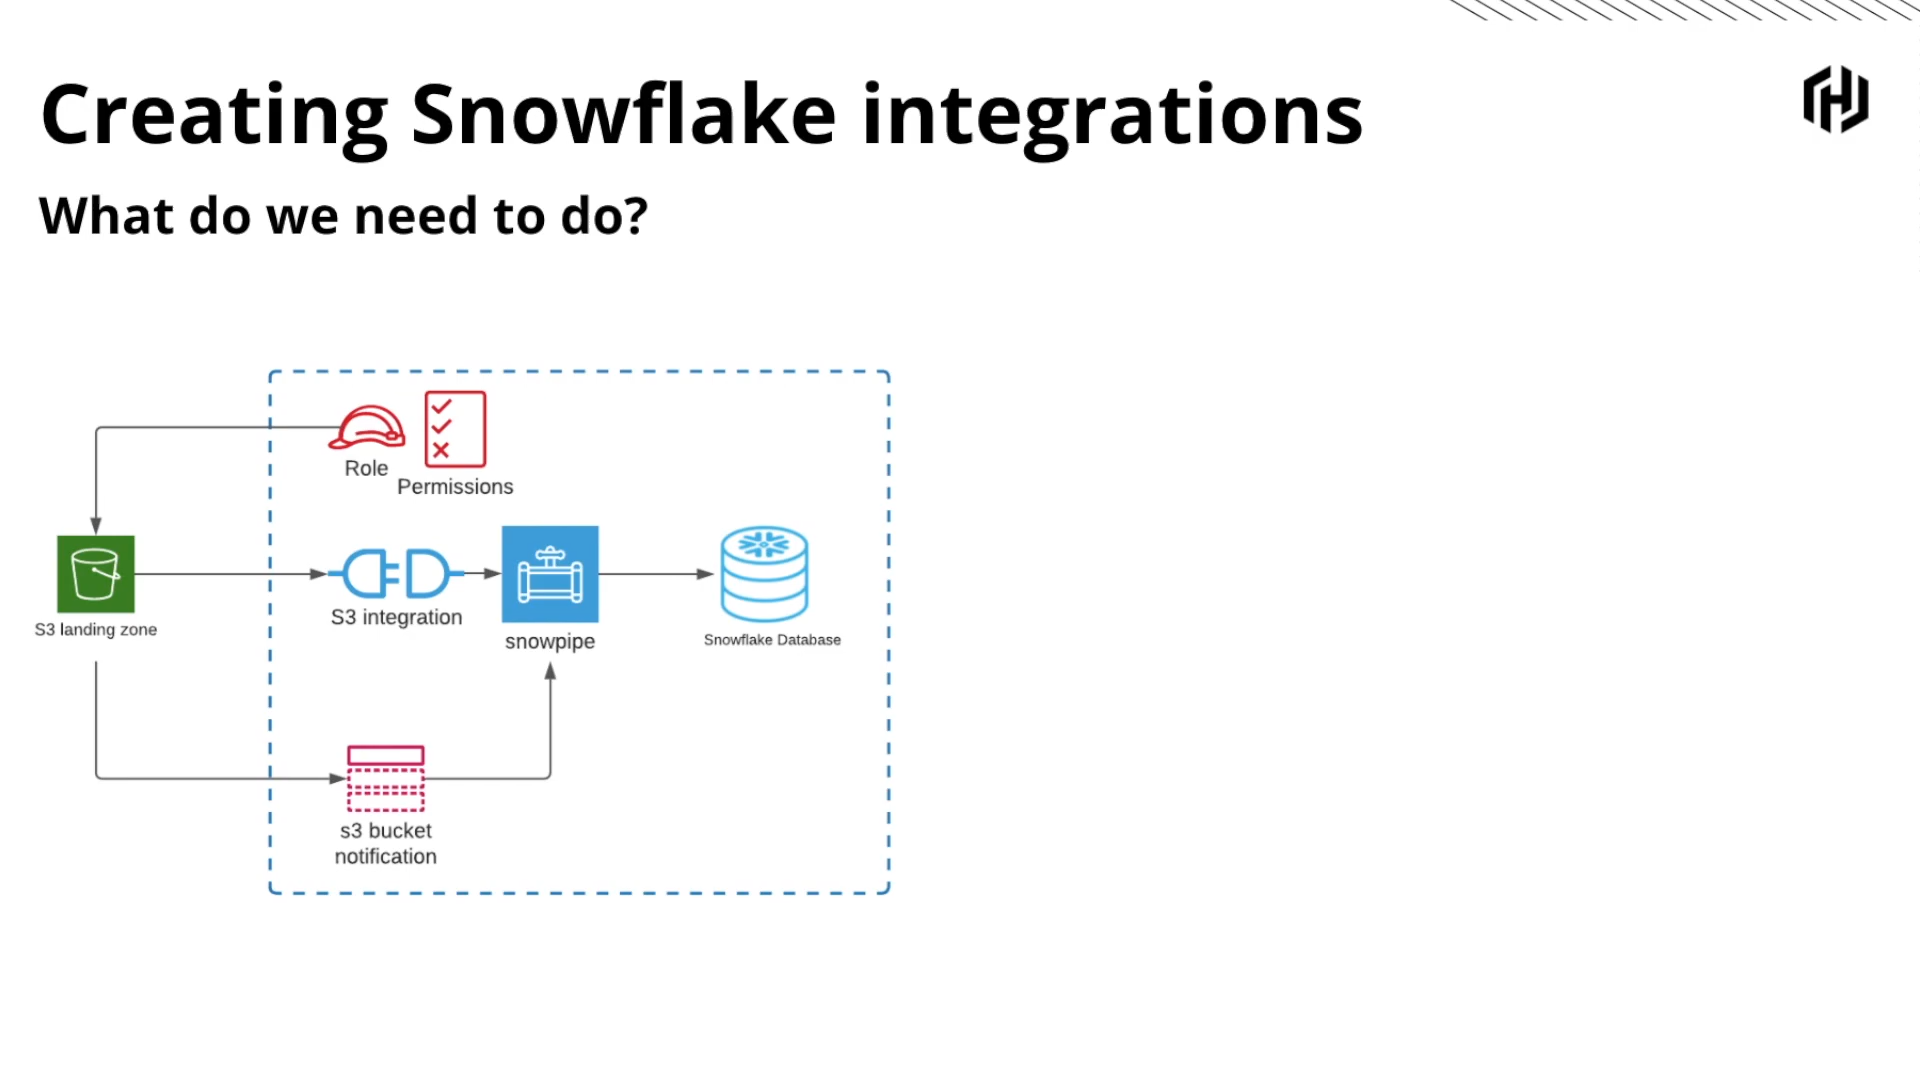 Creating Snowflake integrations
What do we need to do?
Role
Permissions
S3 landing zone
S3 integration
snowpipe
Snowflake Database
s3 bucket
notification